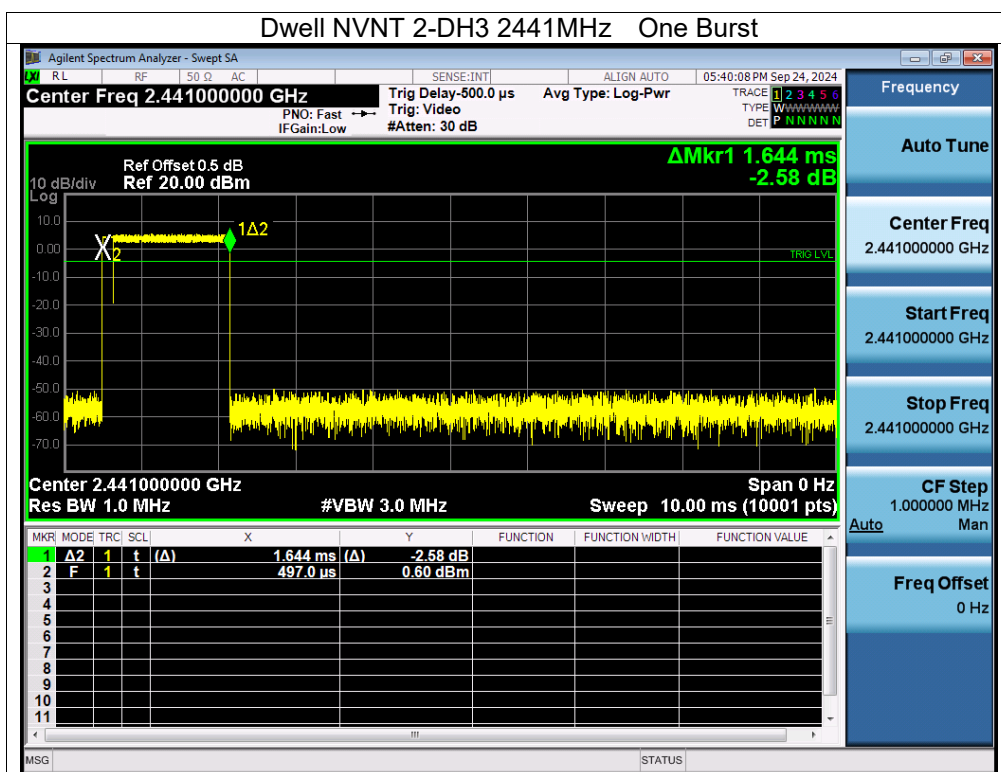 Dwell NVNT 2-DH3 2441MHz One Burst
Agilent Spectrum Analyzer - Swept SA
LXI RL RF 50 Ω AC SENSE:INT ALIGN AUTO 05:40:08 PM Sep 24, 2024
Center Freq 2.441000000 GHz Trig Delay-500.0 µs Avg Type: Log-Pwr TRACE 1 2 3 4 5 6
PNO: Fast Trig: Video TYPE WWWWWWW
IFGain:Low #Atten: 30 dB DET P N N N N N
Frequency
Auto Tune
Center Freq
2.441000000 GHz
Start Freq
2.441000000 GHz
Stop Freq
2.441000000 GHz
CF Step
1.000000 MHz
Auto Man
Freq Offset
0 Hz
ΔMkr1 1.644 ms
-2.58 dB
Ref Offset 0.5 dB
10 dB/div Ref 20.00 dBm
Log
10.0
0.00
-10.0
-20.0
-30.0
-40.0
-50.0
-60.0
-70.0
X2
1Δ2
TRIG LVL
Center 2.441000000 GHz Span 0 Hz
Res BW 1.0 MHz #VBW 3.0 MHz Sweep 10.00 ms (10001 pts)
MKR MODE TRC SCL X Y FUNCTION FUNCTION WIDTH FUNCTION VALUE
1 Δ2 1 t (Δ) 1.644 ms (Δ) -2.58 dB
2 F 1 t 497.0 µs 0.60 dBm
3
4
5
6
7
8
9
10
11
MSG STATUS